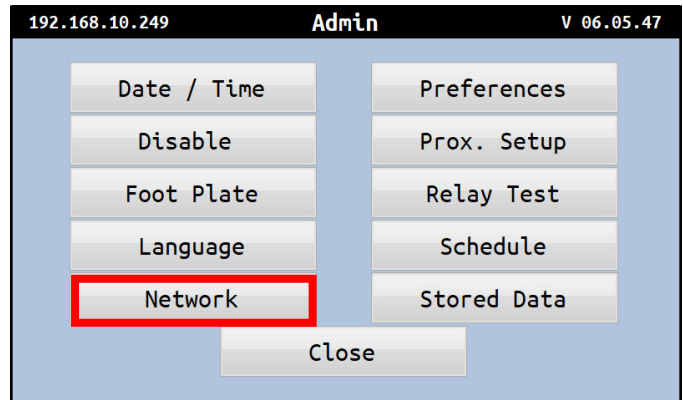 192.168.10.249 Admin V 06.05.47
Date / Time Preferences
Disable Prox. Setup
Foot Plate Relay Test
Language Schedule
Network Stored Data
Close